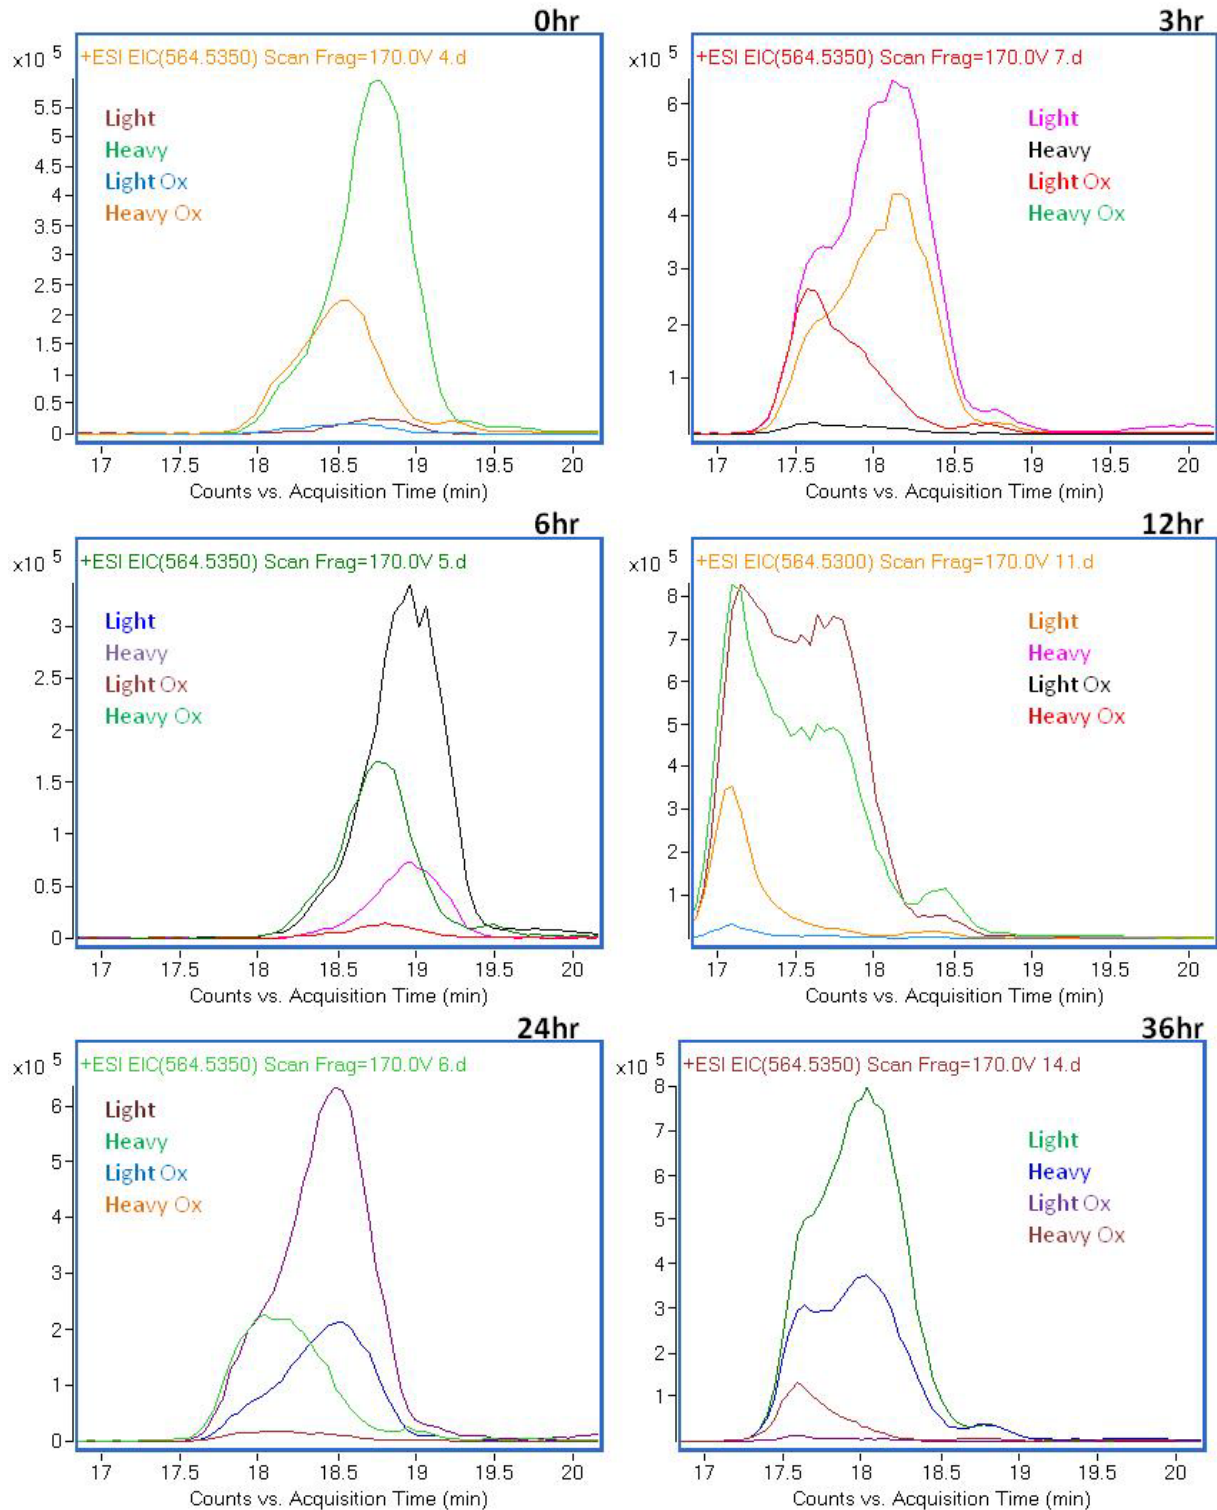 0hr
x10 5
+ESI EIC(564.5350) Scan Frag=170.0V 4.d
Light
Heavy
Light Ox
Heavy Ox
5.5
5
4.5
4
3.5
3
2.5
2
1.5
1
0.5
0
17 17.5 18 18.5 19 19.5 20
Counts vs. Acquisition Time (min)
3hr
x10 5
+ESI EIC(564.5350) Scan Frag=170.0V 7.d
Light
Heavy
Light Ox
Heavy Ox
6
5
4
3
2
1
17 17.5 18 18.5 19 19.5 20
Counts vs. Acquisition Time (min)
6hr
x10 5
+ESI EIC(564.5350) Scan Frag=170.0V 5.d
Light
Heavy
Light Ox
Heavy Ox
3
2.5
2
1.5
1
0.5
0
17 17.5 18 18.5 19 19.5 20
Counts vs. Acquisition Time (min)
12hr
x10 5
+ESI EIC(564.5300) Scan Frag=170.0V 11.d
Light
Heavy
Light Ox
Heavy Ox
8
7
6
5
4
3
2
1
17 17.5 18 18.5 19 19.5 20
Counts vs. Acquisition Time (min)
24hr
x10 5
+ESI EIC(564.5350) Scan Frag=170.0V 6.d
Light
Heavy
Light Ox
Heavy Ox
6
5
4
3
2
1
0
17 17.5 18 18.5 19 19.5 20
Counts vs. Acquisition Time (min)
36hr
x10 5
+ESI EIC(564.5350) Scan Frag=170.0V 14.d
Light
Heavy
Light Ox
Heavy Ox
8
7
6
5
4
3
2
1
17 17.5 18 18.5 19 19.5 20
Counts vs. Acquisition Time (min)